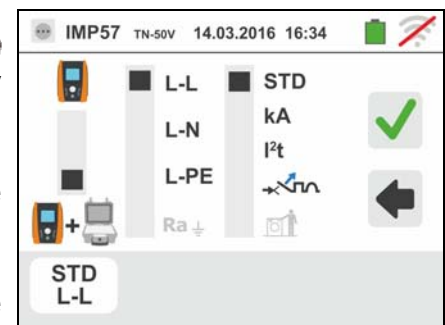 IMP57 TN-50V 14.03.2016 16:34
L-L STD
L-N kA
I²t
L-PE
Ra
+
STD
L-L